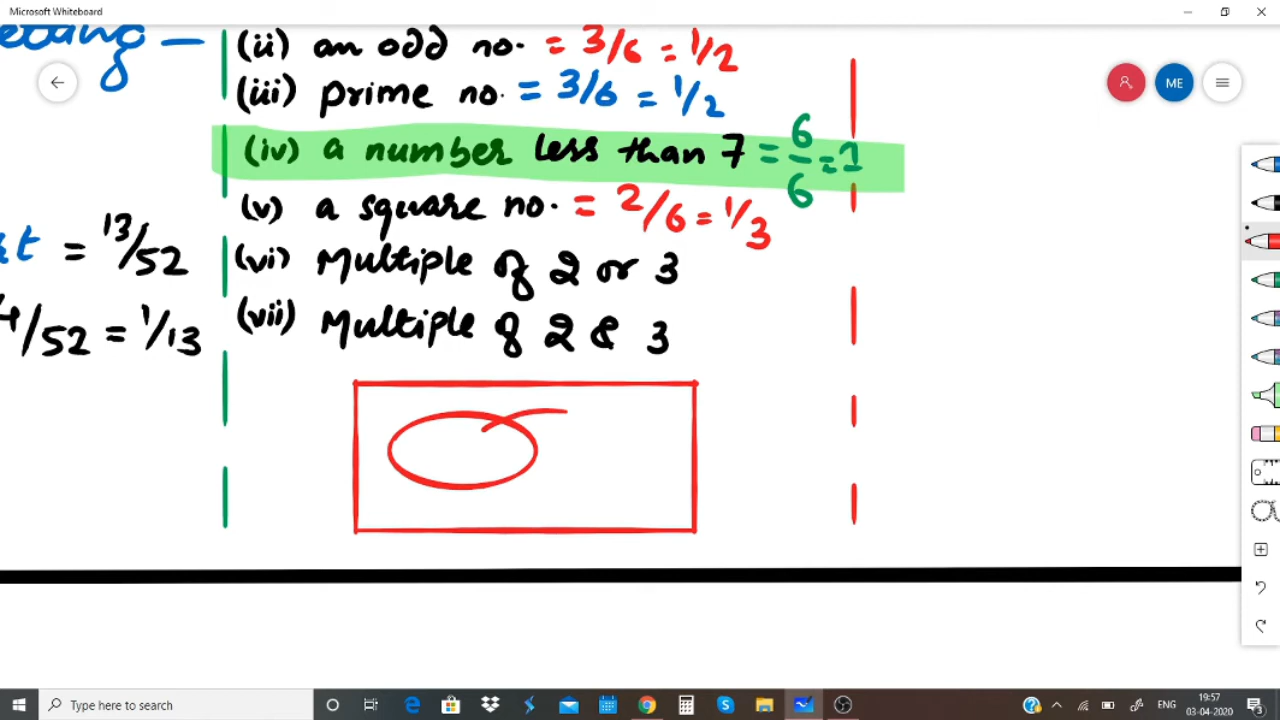 Microsoft Whiteboard
(ii) an odd no. = 3/6 = 1/2
(iii) prime no. = 3/6 = 1/2
ME
(iv) a number less than 7 = 6/6 = 1
(v) a square no. = 2/6 = 1/3
= 13/52
(vi) Multiple of 2 or 3
/52 = 1/13
(vii) Multiple of 2 & 3
Type here to search
ENG
19:57
03-04-2020
3